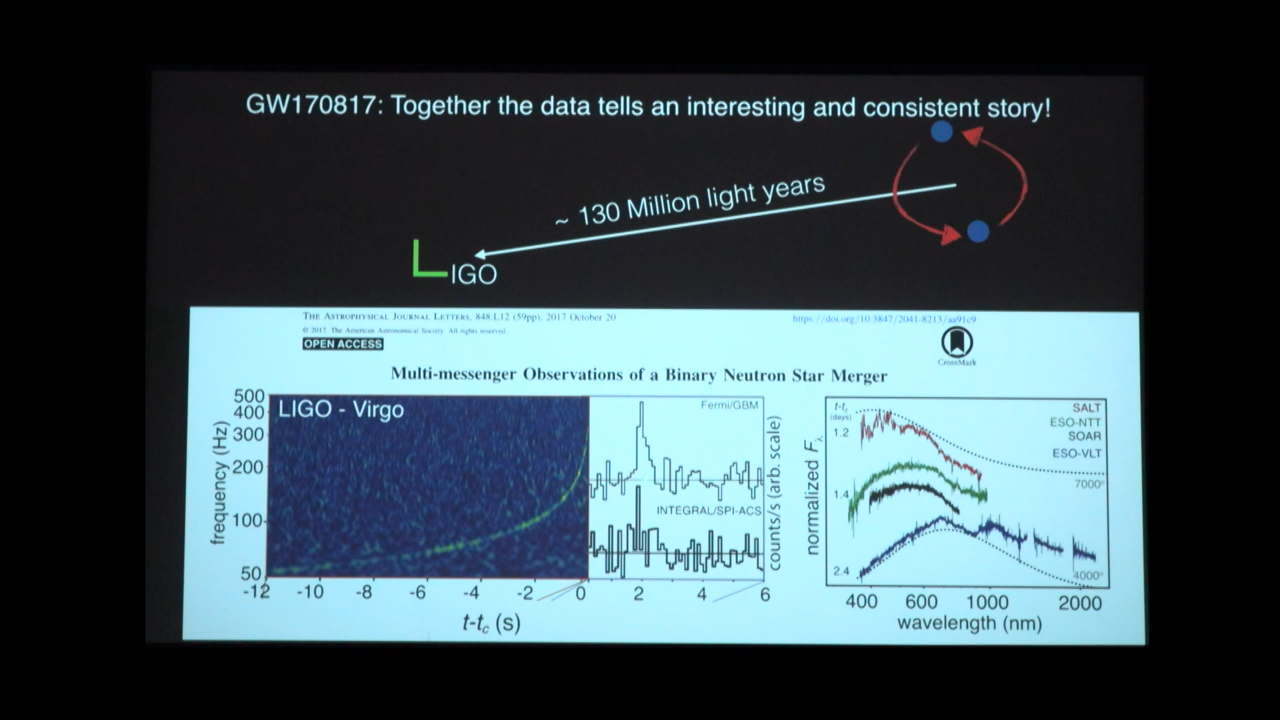 GW170817: Together the data tells an interesting and consistent story!
~ 130 Million light years
LIGO
THE ASTROPHYSICAL JOURNAL LETTERS, 848:L12 (59pp), 2017 October 20
https://doi.org/10.3847/2041-8213/aa91c9
© 2017. The American Astronomical Society. All rights reserved.
OPEN ACCESS
CrossMark
Multi-messenger Observations of a Binary Neutron Star Merger
LIGO - Virgo
frequency (Hz)
500
400
300
200
100
50
-12 -10 -8 -6 -4 -2 0 2 4 6
t-tc (s)
Fermi/GBM
INTEGRAL/SPI-ACS
counts/s (arb. scale)
normalized Fλ
t-tc
(days)
1.2
1.4
2.4
SALT
ESO-NTT
SOAR
ESO-VLT
7000°
4000°
400 600 1000 2000
wavelength (nm)